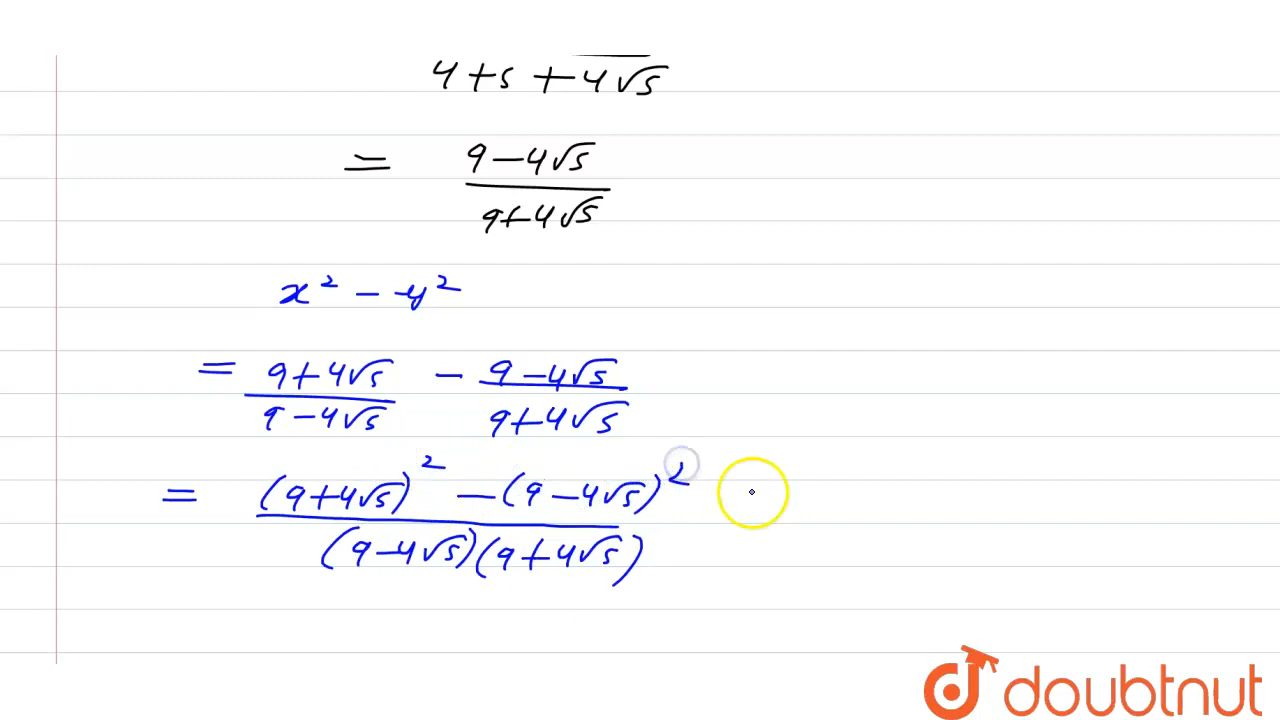 4+5+4√5
= 9-4√5
9+4√5
x² - y²
= 9+4√5 - 9-4√5
9-4√5 9+4√5
= (9+4√5)² - (9-4√5)²
(9-4√5)(9+4√5)
doubtnut